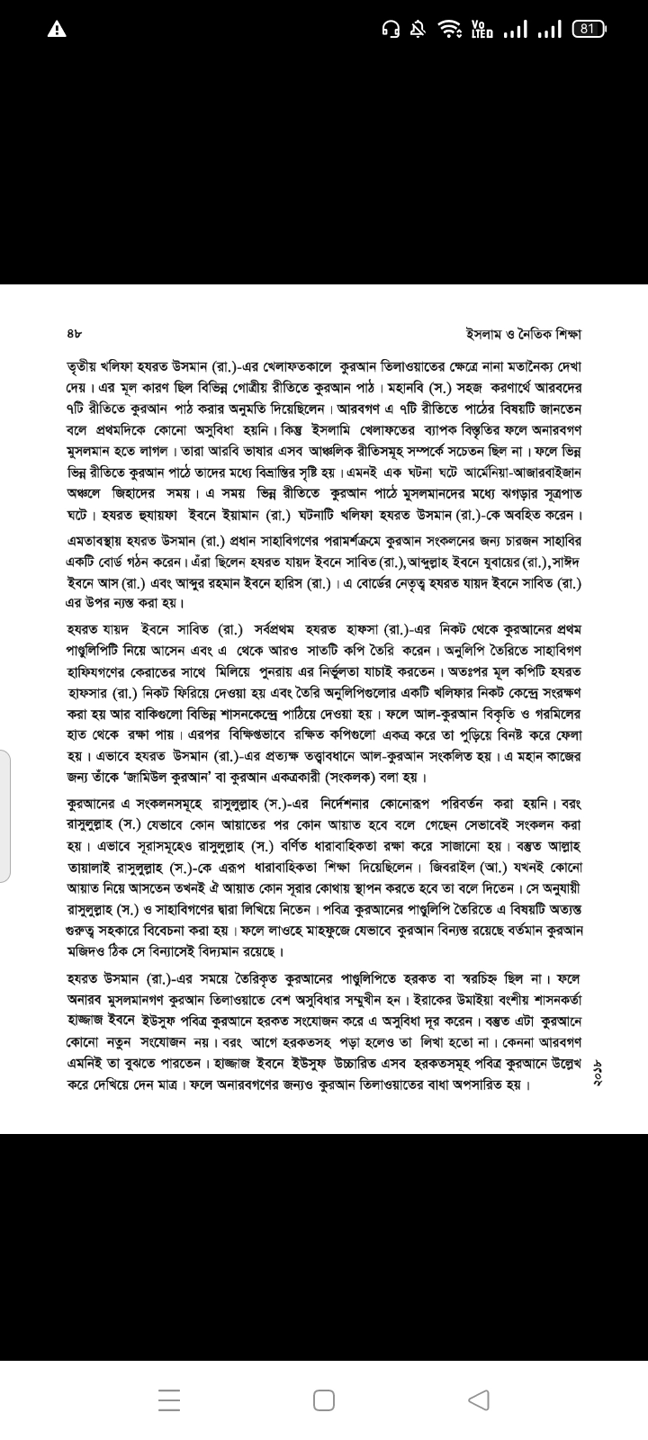 Vo LTE 81
৪৮ ইসলাম ও নৈতিক শিক্ষা
তৃতীয় খলিফা হযরত উসমান (রা.)-এর খেলাফতকালে কুরআন তিলাওয়াতের ক্ষেত্রে নানা মতানৈক্য দেখা
দেয়। এর মূল কারণ ছিল বিভিন্ন গোত্রীয় রীতিতে কুরআন পাঠ। মহানবি (স.) সহজ করণার্থে আরবদের
৭টি রীতিতে কুরআন পাঠ করার অনুমতি দিয়েছিলেন। আরবগণ এ ৭টি রীতিতে পাঠের বিষয়টি জানতেন
বলে প্রথমদিকে কোনো অসুবিধা হয়নি। কিন্তু ইসলামি খেলাফতের ব্যাপক বিস্তৃতির ফলে অনারবগণ
মুসলমান হতে লাগল। তারা আরবি ভাষার এসব আঞ্চলিক রীতিসমূহ সম্পর্কে সচেতন ছিল না। ফলে ভিন্ন
ভিন্ন রীতিতে কুরআন পাঠে তাদের মধ্যে বিভ্রান্তির সৃষ্টি হয়। এমনই এক ঘটনা ঘটে আর্মেনিয়া-আজারবাইজান
অঞ্চলে জিহাদের সময়। এ সময় ভিন্ন রীতিতে কুরআন পাঠে মুসলমানদের মধ্যে ঝগড়ার সূত্রপাত
ঘটে। হযরত হুযায়ফা ইবনে ইয়ামান (রা.) ঘটনাটি খলিফা হযরত উসমান (রা.)-কে অবহিত করেন।
এমতাবস্থায় হযরত উসমান (রা.) প্রধান সাহাবিগণের পরামর্শক্রমে কুরআন সংকলনের জন্য চারজন সাহাবির
একটি বোর্ড গঠন করেন। এঁরা ছিলেন হযরত যায়দ ইবনে সাবিত (রা.),আব্দুল্লাহ ইবনে যুবায়ের (রা.),সাঈদ
ইবনে আস (রা.) এবং আব্দুর রহমান ইবনে হারিস (রা.)। এ বোর্ডের নেতৃত্ব হযরত যায়দ ইবনে সাবিত (রা.)
এর উপর ন্যস্ত করা হয়।
হযরত যায়দ ইবনে সাবিত (রা.) সর্বপ্রথম হযরত হাফসা (রা.)-এর নিকট থেকে কুরআনের প্রথম
পাণ্ডুলিপিটি নিয়ে আসেন এবং এ থেকে আরও সাতটি কপি তৈরি করেন। অনুলিপি তৈরিতে সাহাবিগণ
হাফিযগণের কেরাতের সাথে মিলিয়ে পুনরায় এর নির্ভুলতা যাচাই করতেন। অতঃপর মূল কপিটি হযরত
হাফসার (রা.) নিকট ফিরিয়ে দেওয়া হয় এবং তৈরি অনুলিপিগুলোর একটি খলিফার নিকট কেন্দ্রে সংরক্ষণ
করা হয় আর বাকিগুলো বিভিন্ন শাসনকেন্দ্রে পাঠিয়ে দেওয়া হয়। ফলে আল-কুরআন বিকৃতি ও গরমিলের
হাত থেকে রক্ষা পায়। এরপর বিক্ষিপ্তভাবে রক্ষিত কপিগুলো একত্র করে তা পুড়িয়ে বিনষ্ট করে ফেলা
হয়। এভাবে হযরত উসমান (রা.)-এর প্রত্যক্ষ তত্ত্বাবধানে আল-কুরআন সংকলিত হয়। এ মহান কাজের
জন্য তাঁকে ‘জামিউল কুরআন’ বা কুরআন একত্রকারী (সংকলক) বলা হয়।
কুরআনের এ সংকলনসমূহে রাসুলুল্লাহ (স.)-এর নির্দেশনার কোনোরূপ পরিবর্তন করা হয়নি। বরং
রাসুলুল্লাহ (স.) যেভাবে কোন আয়াতের পর কোন আয়াত হবে বলে গেছেন সেভাবেই সংকলন করা
হয়। এভাবে সূরাসমূহেও রাসুলুল্লাহ (স.) বর্ণিত ধারাবাহিকতা রক্ষা করে সাজানো হয়। বস্তুত আল্লাহ
তায়ালাই রাসুলুল্লাহ (স.)-কে এরূপ ধারাবাহিকতা শিক্ষা দিয়েছিলেন। জিবরাইল (আ.) যখনই কোনো
আয়াত নিয়ে আসতেন তখনই ঐ আয়াত কোন সূরার কোথায় স্থাপন করতে হবে তা বলে দিতেন। সে অনুযায়ী
রাসুলুল্লাহ (স.) ও সাহাবিগণের দ্বারা লিখিয়ে নিতেন। পবিত্র কুরআনের পাণ্ডুলিপি তৈরিতে এ বিষয়টি অত্যন্ত
গুরুত্ব সহকারে বিবেচনা করা হয়। ফলে লাওহে মাহফুজে যেভাবে কুরআন বিন্যস্ত রয়েছে বর্তমান কুরআন
মজিদও ঠিক সে বিন্যাসেই বিদ্যমান রয়েছে।
হযরত উসমান (রা.)-এর সময়ে তৈরিকৃত কুরআনের পাণ্ডুলিপিতে হরকত বা স্বরচিহ্ন ছিল না। ফলে
অনারব মুসলমানগণ কুরআন তিলাওয়াতে বেশ অসুবিধার সম্মুখীন হন। ইরাকের উমাইয়া বংশীয় শাসনকর্তা
হাজ্জাজ ইবনে ইউসুফ পবিত্র কুরআনে হরকত সংযোজন করে এ অসুবিধা দূর করেন। বস্তুত এটা কুরআনে
কোনো নতুন সংযোজন নয়। বরং আগে হরকতসহ পড়া হলেও তা লিখা হতো না। কেননা আরবগণ
এমনিই তা বুঝতে পারতেন। হাজ্জাজ ইবনে ইউসুফ উচ্চারিত এসব হরকতসমূহ পবিত্র কুরআনে উল্লেখ
করে দেখিয়ে দেন মাত্র। ফলে অনারবগণের জন্যও কুরআন তিলাওয়াতের বাধা অপসারিত হয়।
২০১৮